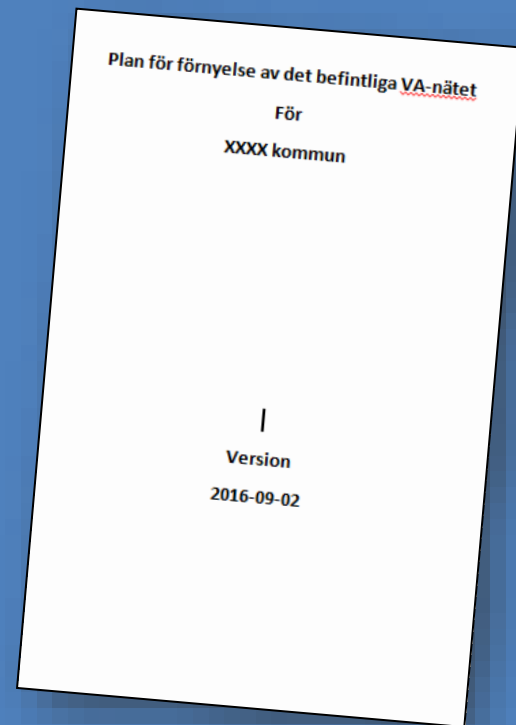 Plan för förnyelse av det befintliga VA-nätet
För
XXXX kommun
Version
2016-09-02